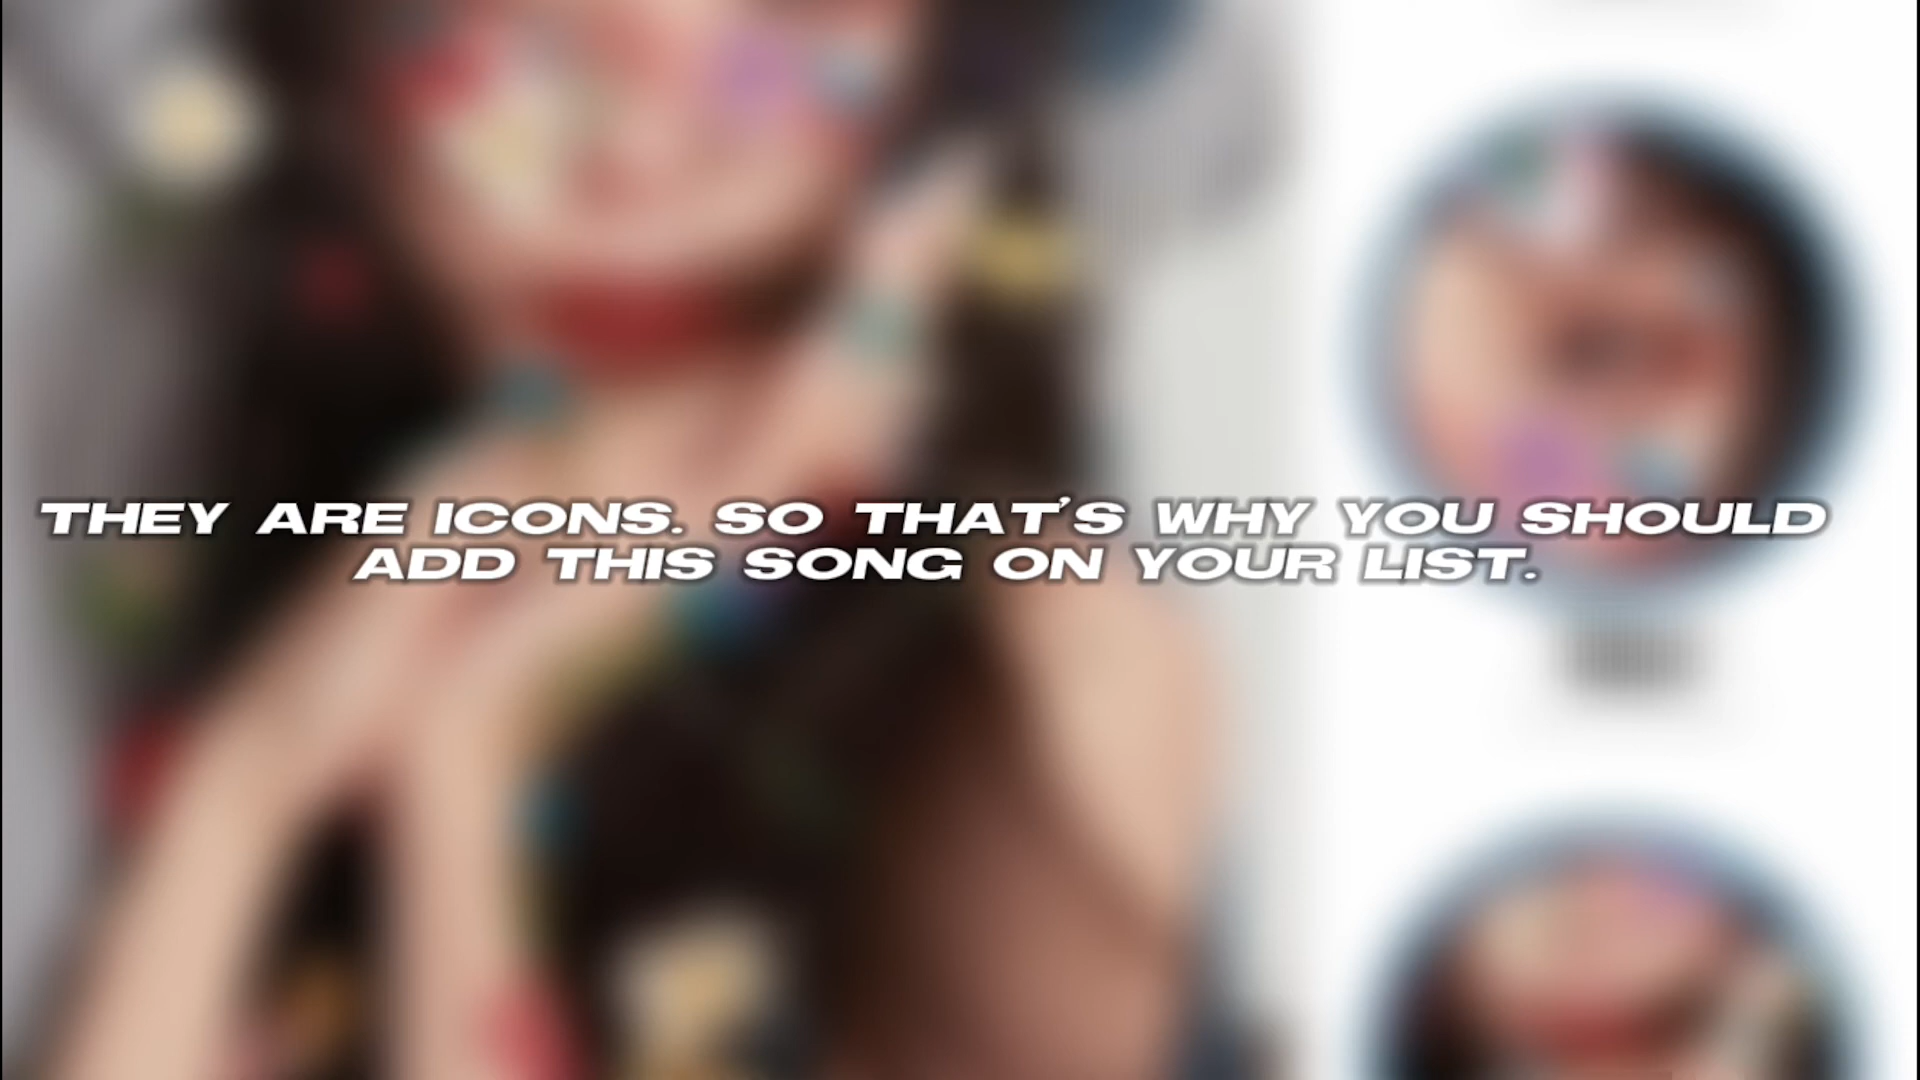 THEY ARE ICONS. SO THAT'S WHY YOU SHOULD
ADD THIS SONG ON YOUR LIST.